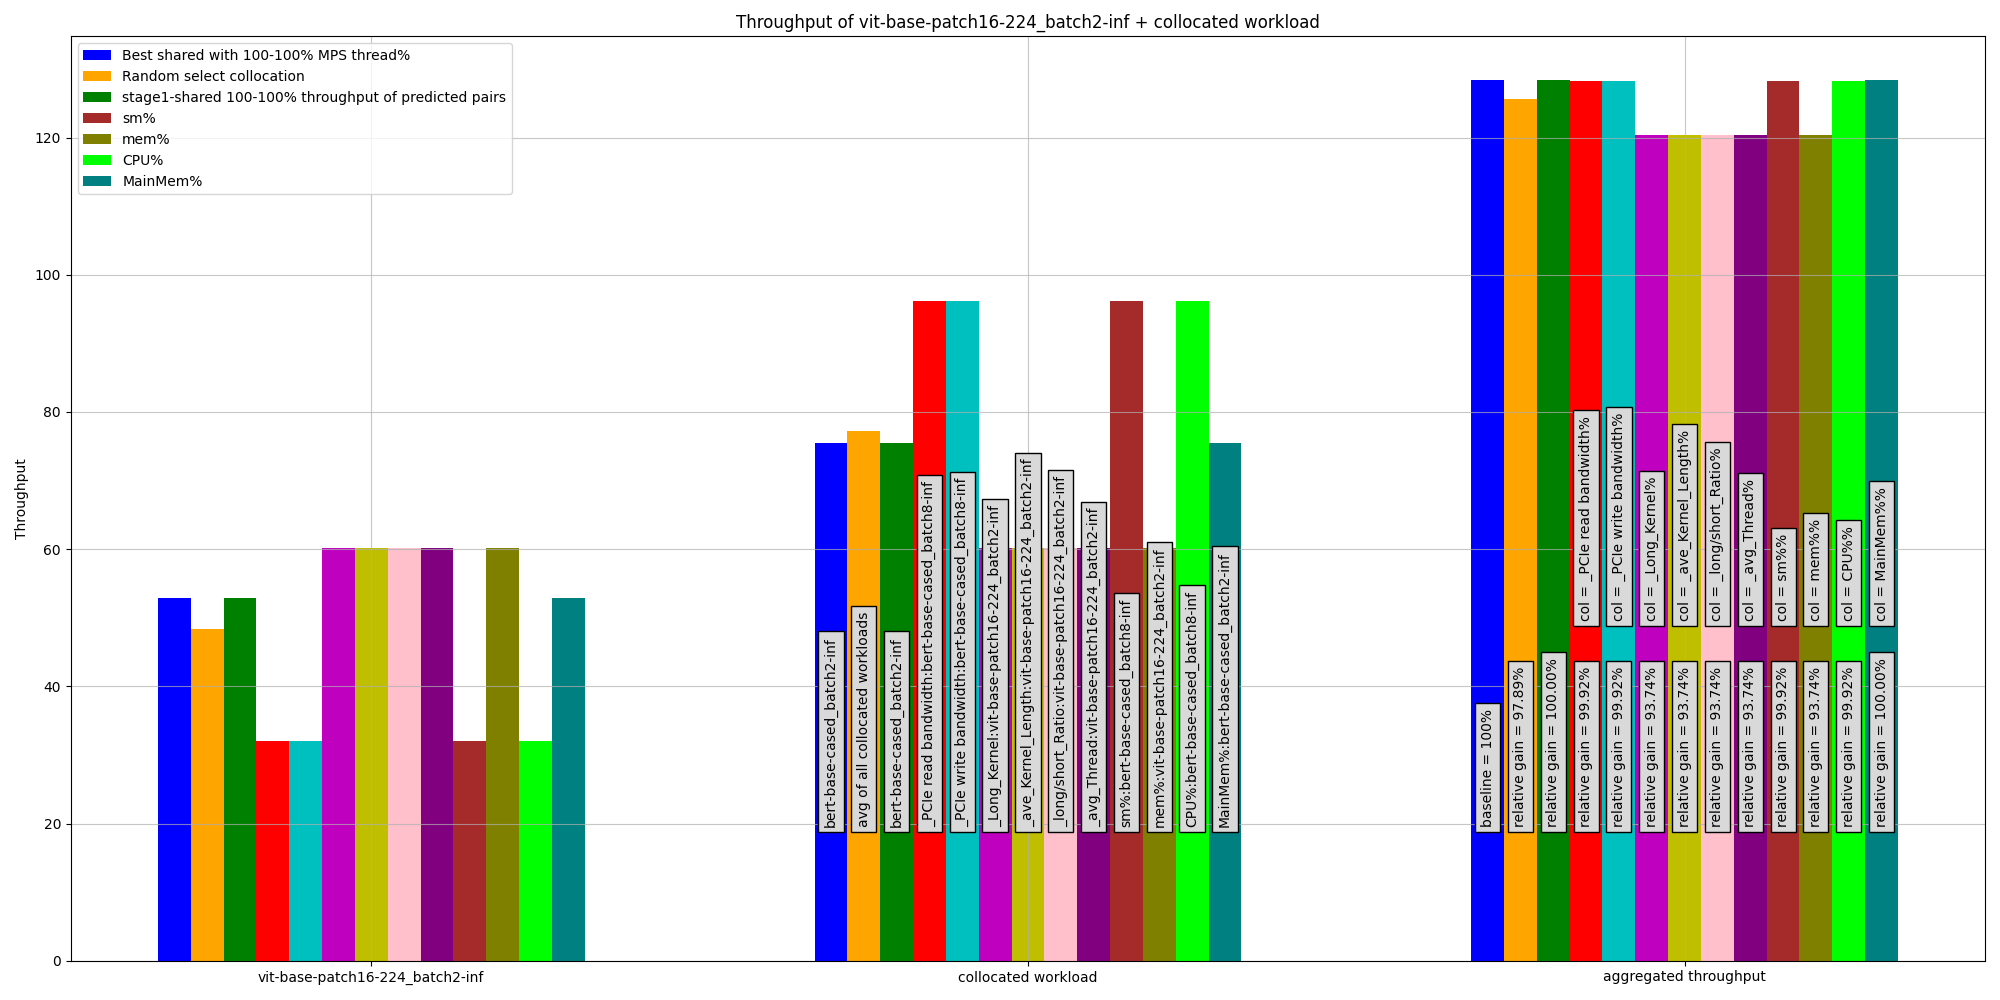 Throughput of vit-base-patch16-224_batch2-inf + collocated workload
Best shared with 100-100% MPS thread%
Random select collocation
stage1-shared 100-100% throughput of predicted pairs
sm%
mem%
CPU%
MainMem%
Throughput
120
100
80
60
40
20
0
bert-base-cased_batch2-inf
avg of all collocated workloads
bert-base-cased_batch2-inf
_PCIe read bandwidth:bert-base-cased_batch8-inf
_PCIe write bandwidth:bert-base-cased_batch8-inf
_Long_Kernel:vit-base-patch16-224_batch2-inf
_ave_Kernel_Length:vit-base-patch16-224_batch2-inf
_long/short_Ratio:vit-base-patch16-224_batch2-inf
_avg_Thread:vit-base-patch16-224_batch2-inf
sm%:bert-base-cased_batch8-inf
mem%:vit-base-patch16-224_batch2-inf
CPU%:bert-base-cased_batch8-inf
MainMem%:bert-base-cased_batch2-inf
col = _PCIe read bandwidth%
col = _PCIe write bandwidth%
col = _Long_Kernel%
col = _ave_Kernel_Length%
col = _long/short_Ratio%
col = _avg_Thread%
col = sm%%
col = mem%%
col = CPU%%
col = MainMem%%
baseline = 100%
relative gain = 97.89%
relative gain = 100.00%
relative gain = 99.92%
relative gain = 99.92%
relative gain = 93.74%
relative gain = 93.74%
relative gain = 93.74%
relative gain = 93.74%
relative gain = 99.92%
relative gain = 93.74%
relative gain = 99.92%
relative gain = 100.00%
vit-base-patch16-224_batch2-inf
collocated workload
aggregated throughput